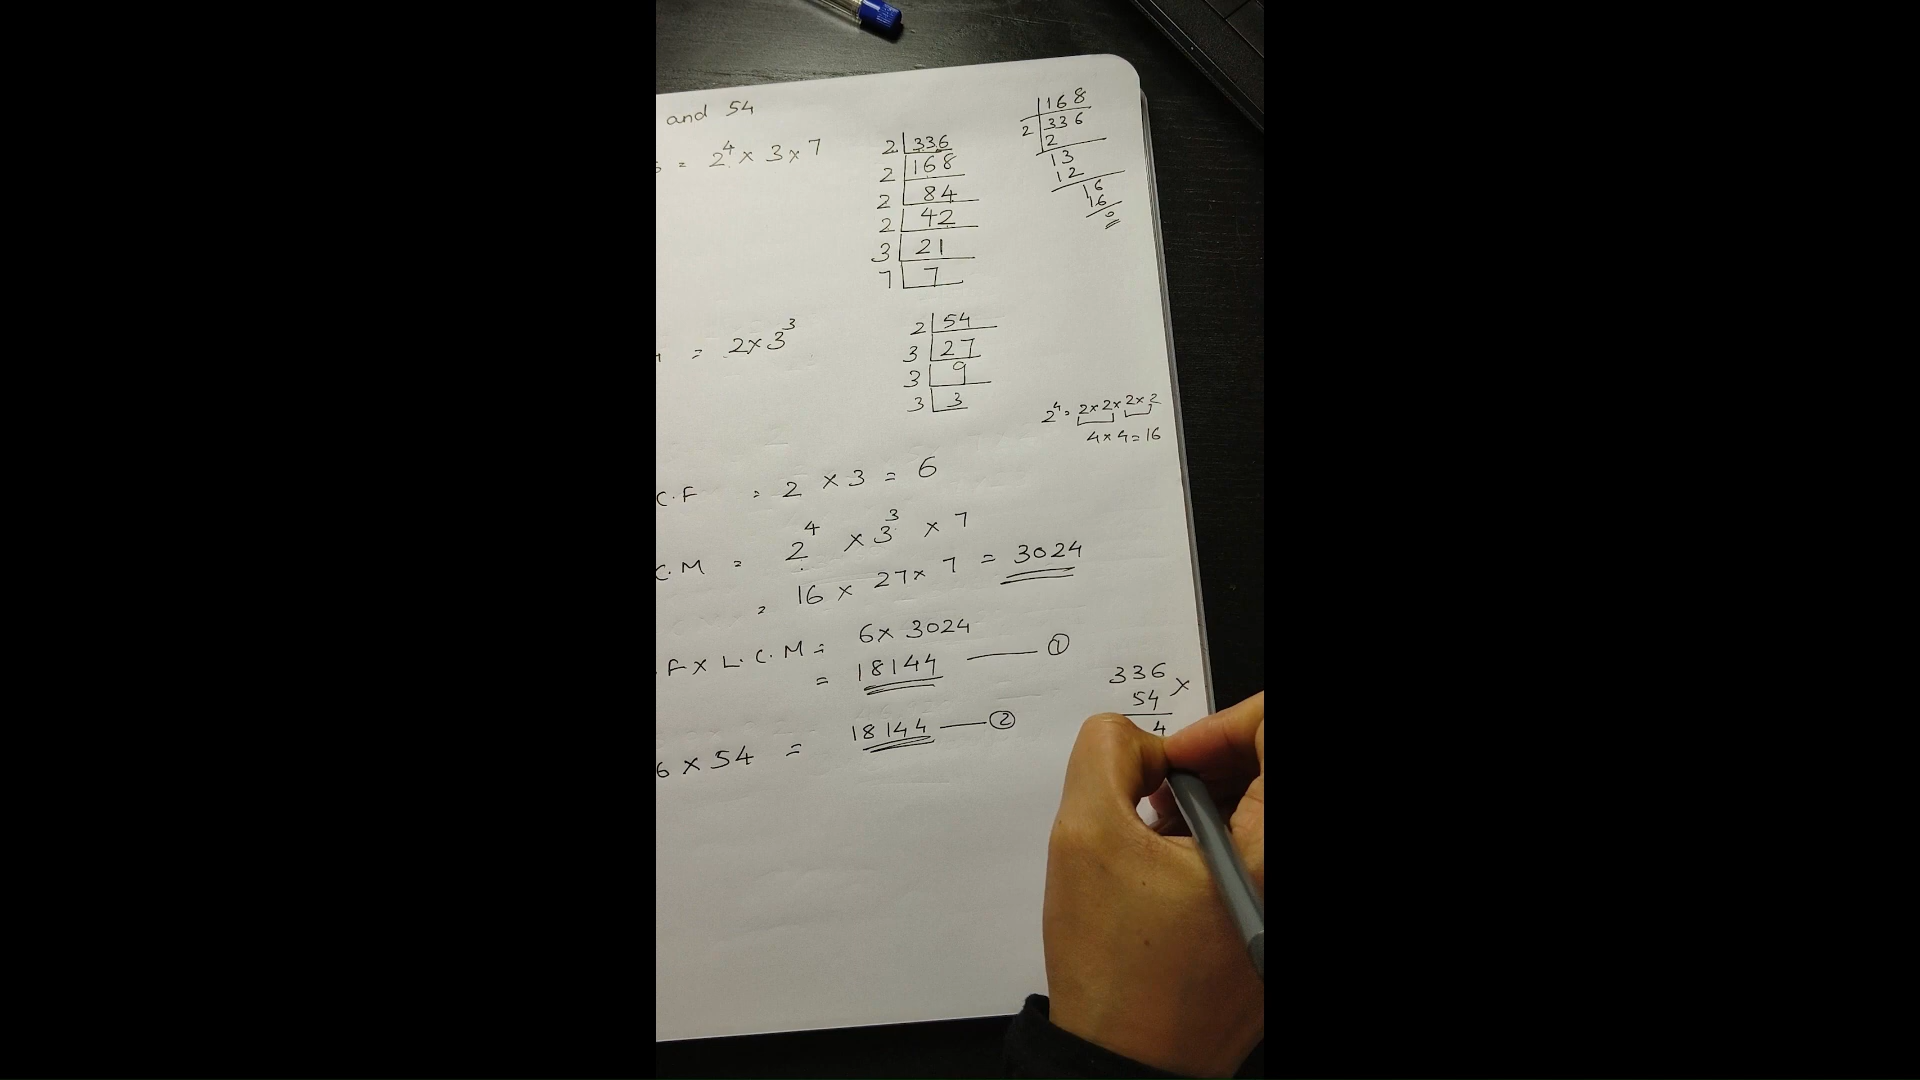 and 54
= 2⁴ × 3 × 7
2 | 336
2 | 168
2 | 84
2 | 42
3 | 21
7 | 7
168
2 | 336
2
13
12
16
16
0
= 2 × 3³
2 | 54
3 | 27
3 | 9
3 | 3
2⁴ = 2 × 2 × 2 × 2
4 × 4 = 16
C.F = 2 × 3 = 6
C.M = 2⁴ × 3³ × 7
= 16 × 27 × 7 = 3024
.F × L.C.M = 6 × 3024
= 18144 —— ①
6 × 54 = 18144 —— ②
336 ×
54
4